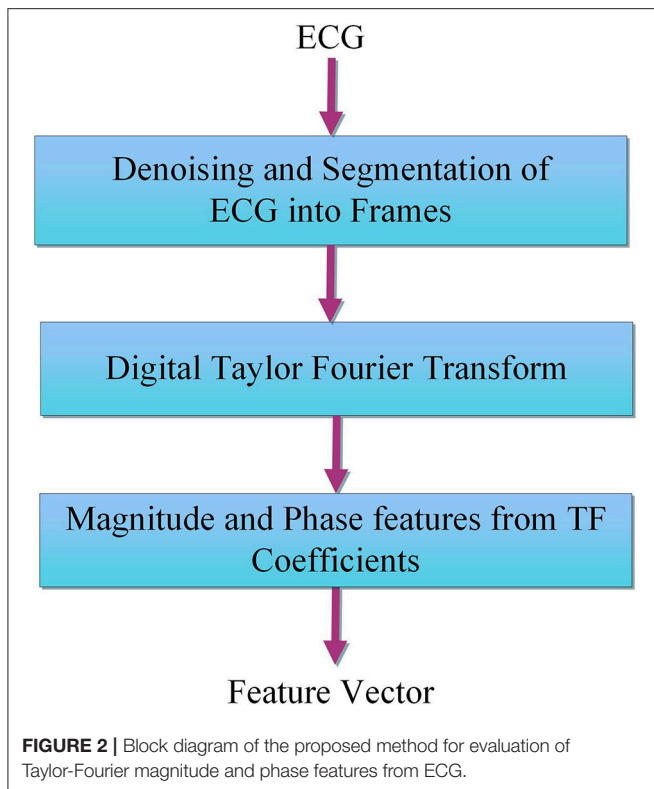 ECG
Denoising and Segmentation of
ECG into Frames
Digital Taylor Fourier Transform
Magnitude and Phase features from TF
Coefficients
Feature Vector
FIGURE 2 | Block diagram of the proposed method for evaluation of
Taylor-Fourier magnitude and phase features from ECG.